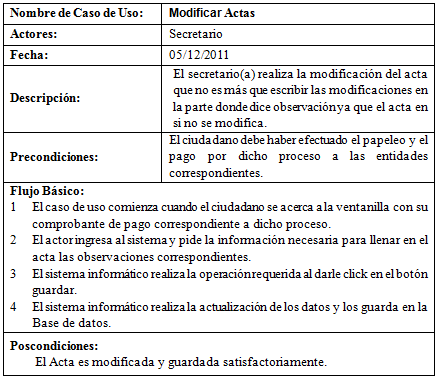 Nombre de Caso de Uso: Modificar Actas
Actores: Secretario
Fecha: 05/12/2011
Descripción:
El secretario(a) realiza la modificación del acta
que no es más que escribir las modificaciones en
la parte donde dice observación ya que el acta en
si no se modifica.
Precondiciones:
El ciudadano debe haber efectuado el papeleo y el
pago por dicho proceso a las entidades
correspondientes.
Flujo Básico:
1 El caso de uso comienza cuando el ciudadano se acerca a la ventanilla con su
comprobante de pago correspondiente a dicho proceso.
2 El actor ingresa al sistema y pide la información necesaria para llenar en el
acta las observaciones correspondientes.
3 El sistema informático realiza la operación requerida al darle click en el botón
guardar.
4 El sistema informático realiza la actualización de los datos y los guarda en la
Base de datos.
Poscondiciones:
El Acta es modificada y guardada satisfactoriamente.